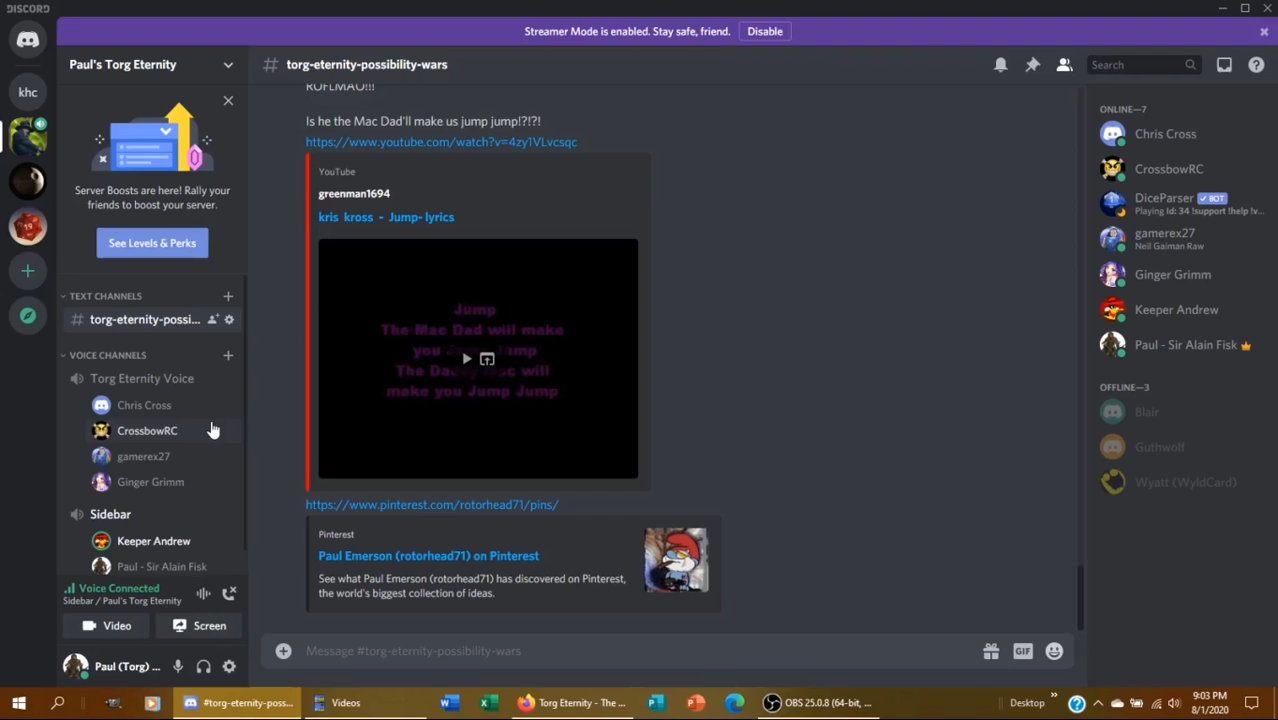 DISCORD
Streamer Mode is enabled. Stay safe, friend.
Disable
khc
19
Paul's Torg Eternity
Server Boosts are here! Rally your
friends to boost your server.
See Levels & Perks
TEXT CHANNELS
torg-eternity-possi...
VOICE CHANNELS
Torg Eternity Voice
Chris Cross
CrossbowRC
gamerex27
Ginger Grimm
Sidebar
Keeper Andrew
Paul - Sir Alain Fisk
Voice Connected
Sidebar / Paul's Torg Eternity
Video
Screen
Paul (Torg) ...
# torg-eternity-possibility-wars
Search
ROFLMAO!!!
Is he the Mac Dad'll make us jump jump!?!?!
https://www.youtube.com/watch?v=4zy1VLvcsqc
YouTube
greenman1694
kris kross - Jump- lyrics
Jump
The Mac Dad will make
make you Jump Jump
https://www.pinterest.com/rotorhead71/pins/
Pinterest
Paul Emerson (rotorhead71) on Pinterest
See what Paul Emerson (rotorhead71) has discovered on Pinterest,
the world's biggest collection of ideas.
Message #torg-eternity-possibility-wars
GIF
ONLINE—7
Chris Cross
CrossbowRC
DiceParser ✓ BOT
Playing Id: 34 !support !help !v...
gamerex27
Neil Gaiman Raw
Ginger Grimm
Keeper Andrew
Paul - Sir Alain Fisk
OFFLINE—3
Blair
Guthwolf
Wyatt (WyldCard)
#torg-eternity-poss...
Videos
Torg Eternity - The ...
OBS 25.0.8 (64-bit, ...
Desktop
9:03 PM
8/1/2020